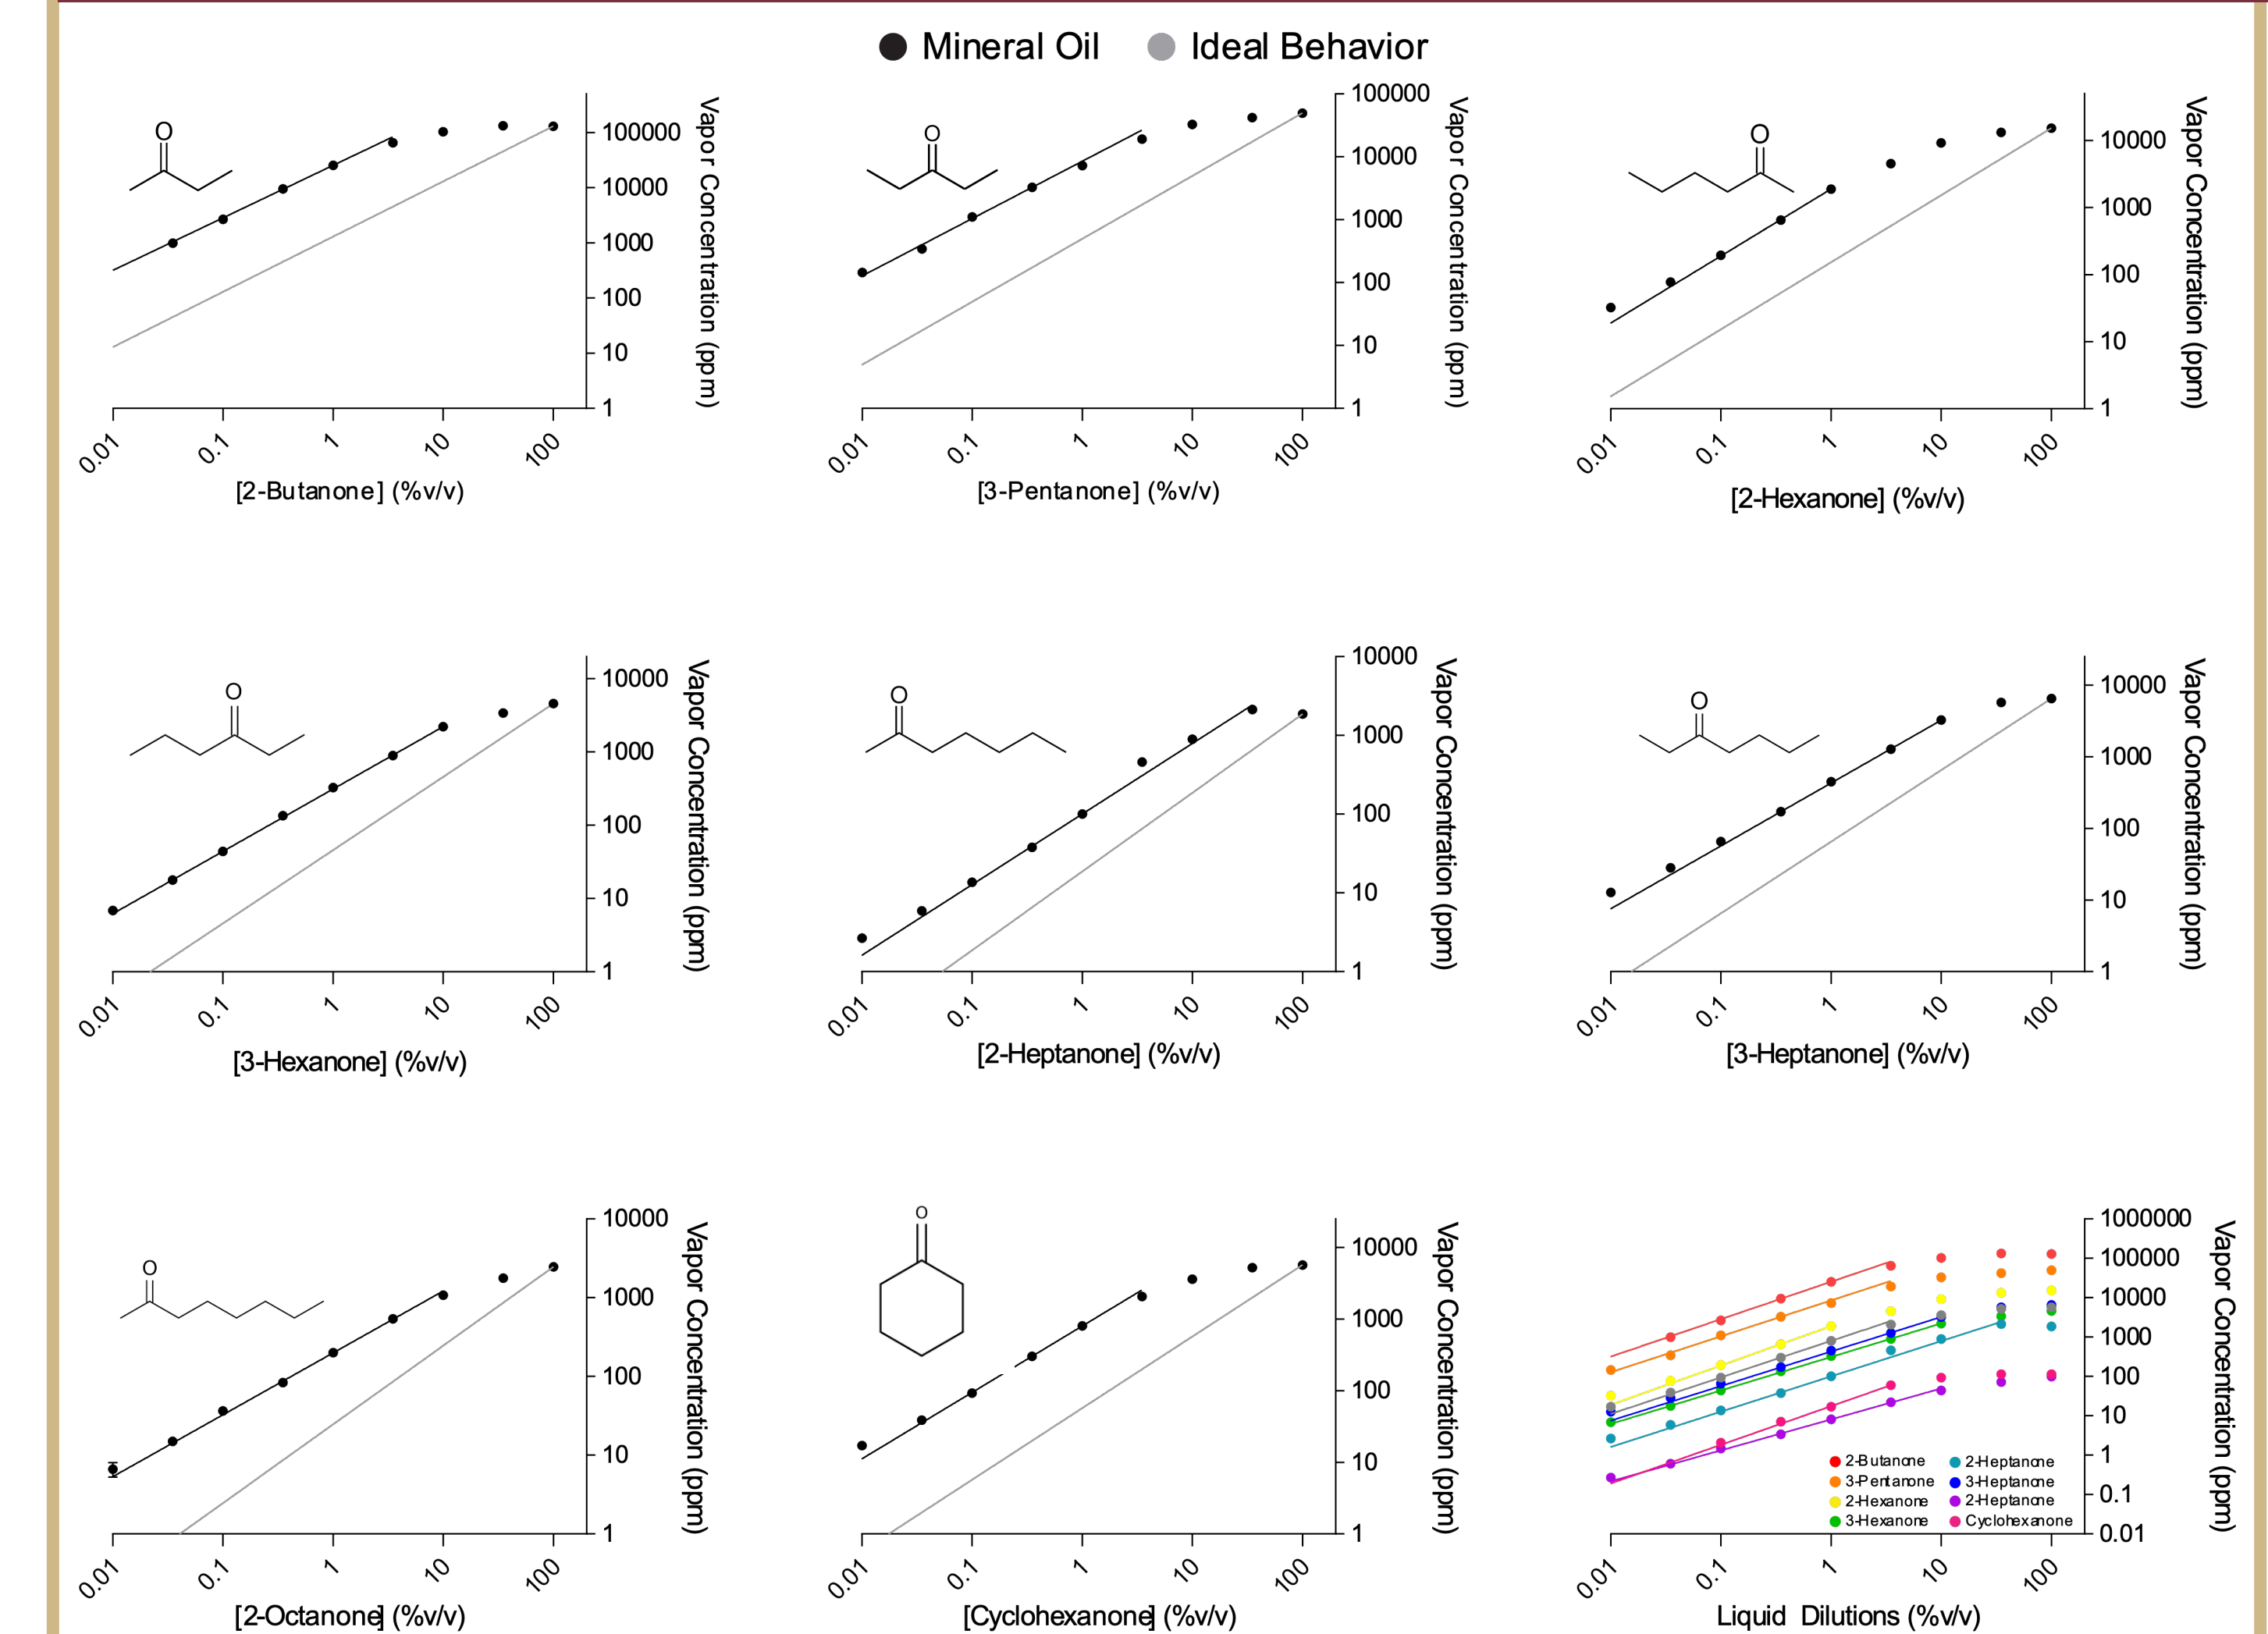 Mineral Oil Ideal Behavior
O
100000
10000
1000
100
10
1
Vapor Concentration (ppm)
0.01 0.1 1 10 100
[2-Butanone] (%v/v)
O
100000
10000
1000
100
10
1
Vapor Concentration (ppm)
0.01 0.1 1 10 100
[3-Pentanone] (%v/v)
O
10000
1000
100
10
1
Vapor Concentration (ppm)
0.01 0.1 1 10 100
[2-Hexanone] (%v/v)
O
10000
1000
100
10
1
Vapor Concentration (ppm)
0.01 0.1 1 10 100
[3-Hexanone] (%v/v)
O
10000
1000
100
10
1
Vapor Concentration (ppm)
0.01 0.1 1 10 100
[2-Heptanone] (%v/v)
O
10000
1000
100
10
1
Vapor Concentration (ppm)
0.01 0.1 1 10 100
[3-Heptanone] (%v/v)
O
10000
1000
100
10
1
Vapor Concentration (ppm)
0.01 0.1 1 10 100
[2-Octanone] (%v/v)
O
10000
1000
100
10
1
Vapor Concentration (ppm)
0.01 0.1 1 10 100
[Cyclohexanone] (%v/v)
1000000
100000
10000
1000
100
10
1
0.1
0.01
Vapor Concentration (ppm)
2-Butanone 2-Heptanone
3-Pentanone 3-Heptanone
2-Hexanone 2-Heptanone
3-Hexanone Cyclohexanone
0.01 0.1 1 10 100
Liquid Dilutions (%v/v)